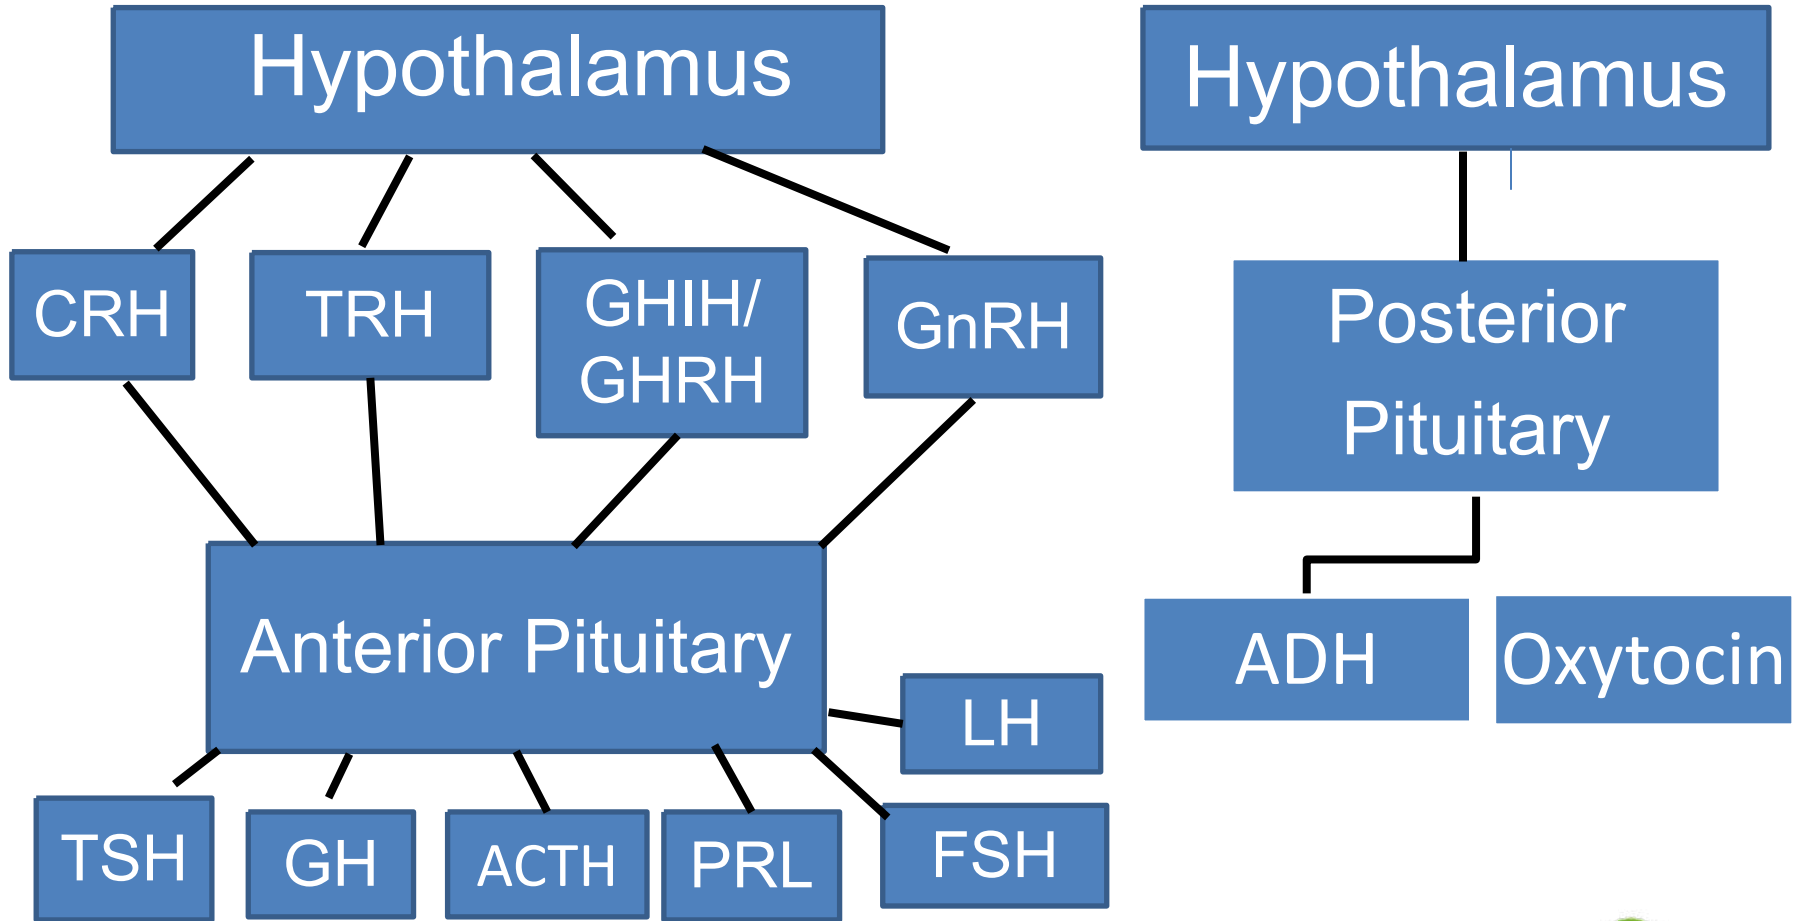 Hypothalamus
CRH
TRH
GHIH/
GHRH
GnRH
Anterior Pituitary
LH
TSH
GH
ACTH
PRL
FSH
Hypothalamus
Posterior
Pituitary
ADH
Oxytocin